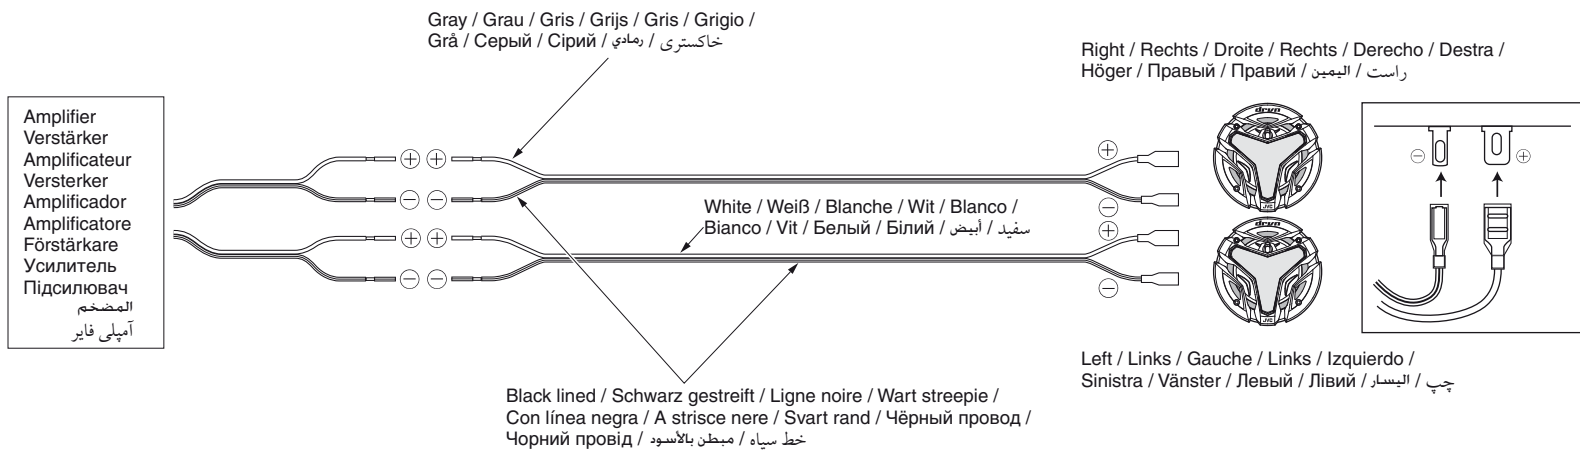 Gray / Grau / Gris / Grijs / Gris / Grigio /
Grå / Серый / Сірий / رمادي / خاکستری
Right / Rechts / Droite / Rechts / Derecho / Destra /
Höger / Правый / Правий / اليمين / راست
Amplifier
Verstärker
Amplificateur
Versterker
Amplificador
Amplificatore
Förstärkare
Усилитель
Підсилювач
المضخم
آمپلی فایر
⊕ ⊕
⊖ ⊖
⊕ ⊕
⊖ ⊖
⊕
⊖
⊕
⊖
drvn
JVC
drvn
JVC
⊖ ⊕
White / Weiß / Blanche / Wit / Blanco /
Bianco / Vit / Белый / Білий / أبيض / سفید
Left / Links / Gauche / Links / Izquierdo /
Sinistra / Vänster / Левый / Лівий / اليسار / چپ
Black lined / Schwarz gestreift / Ligne noire / Wart streepie /
Con línea negra / A strisce nere / Svart rand / Чёрный провод /
Чорний провід / مبطن بالأسود / خط سیاه